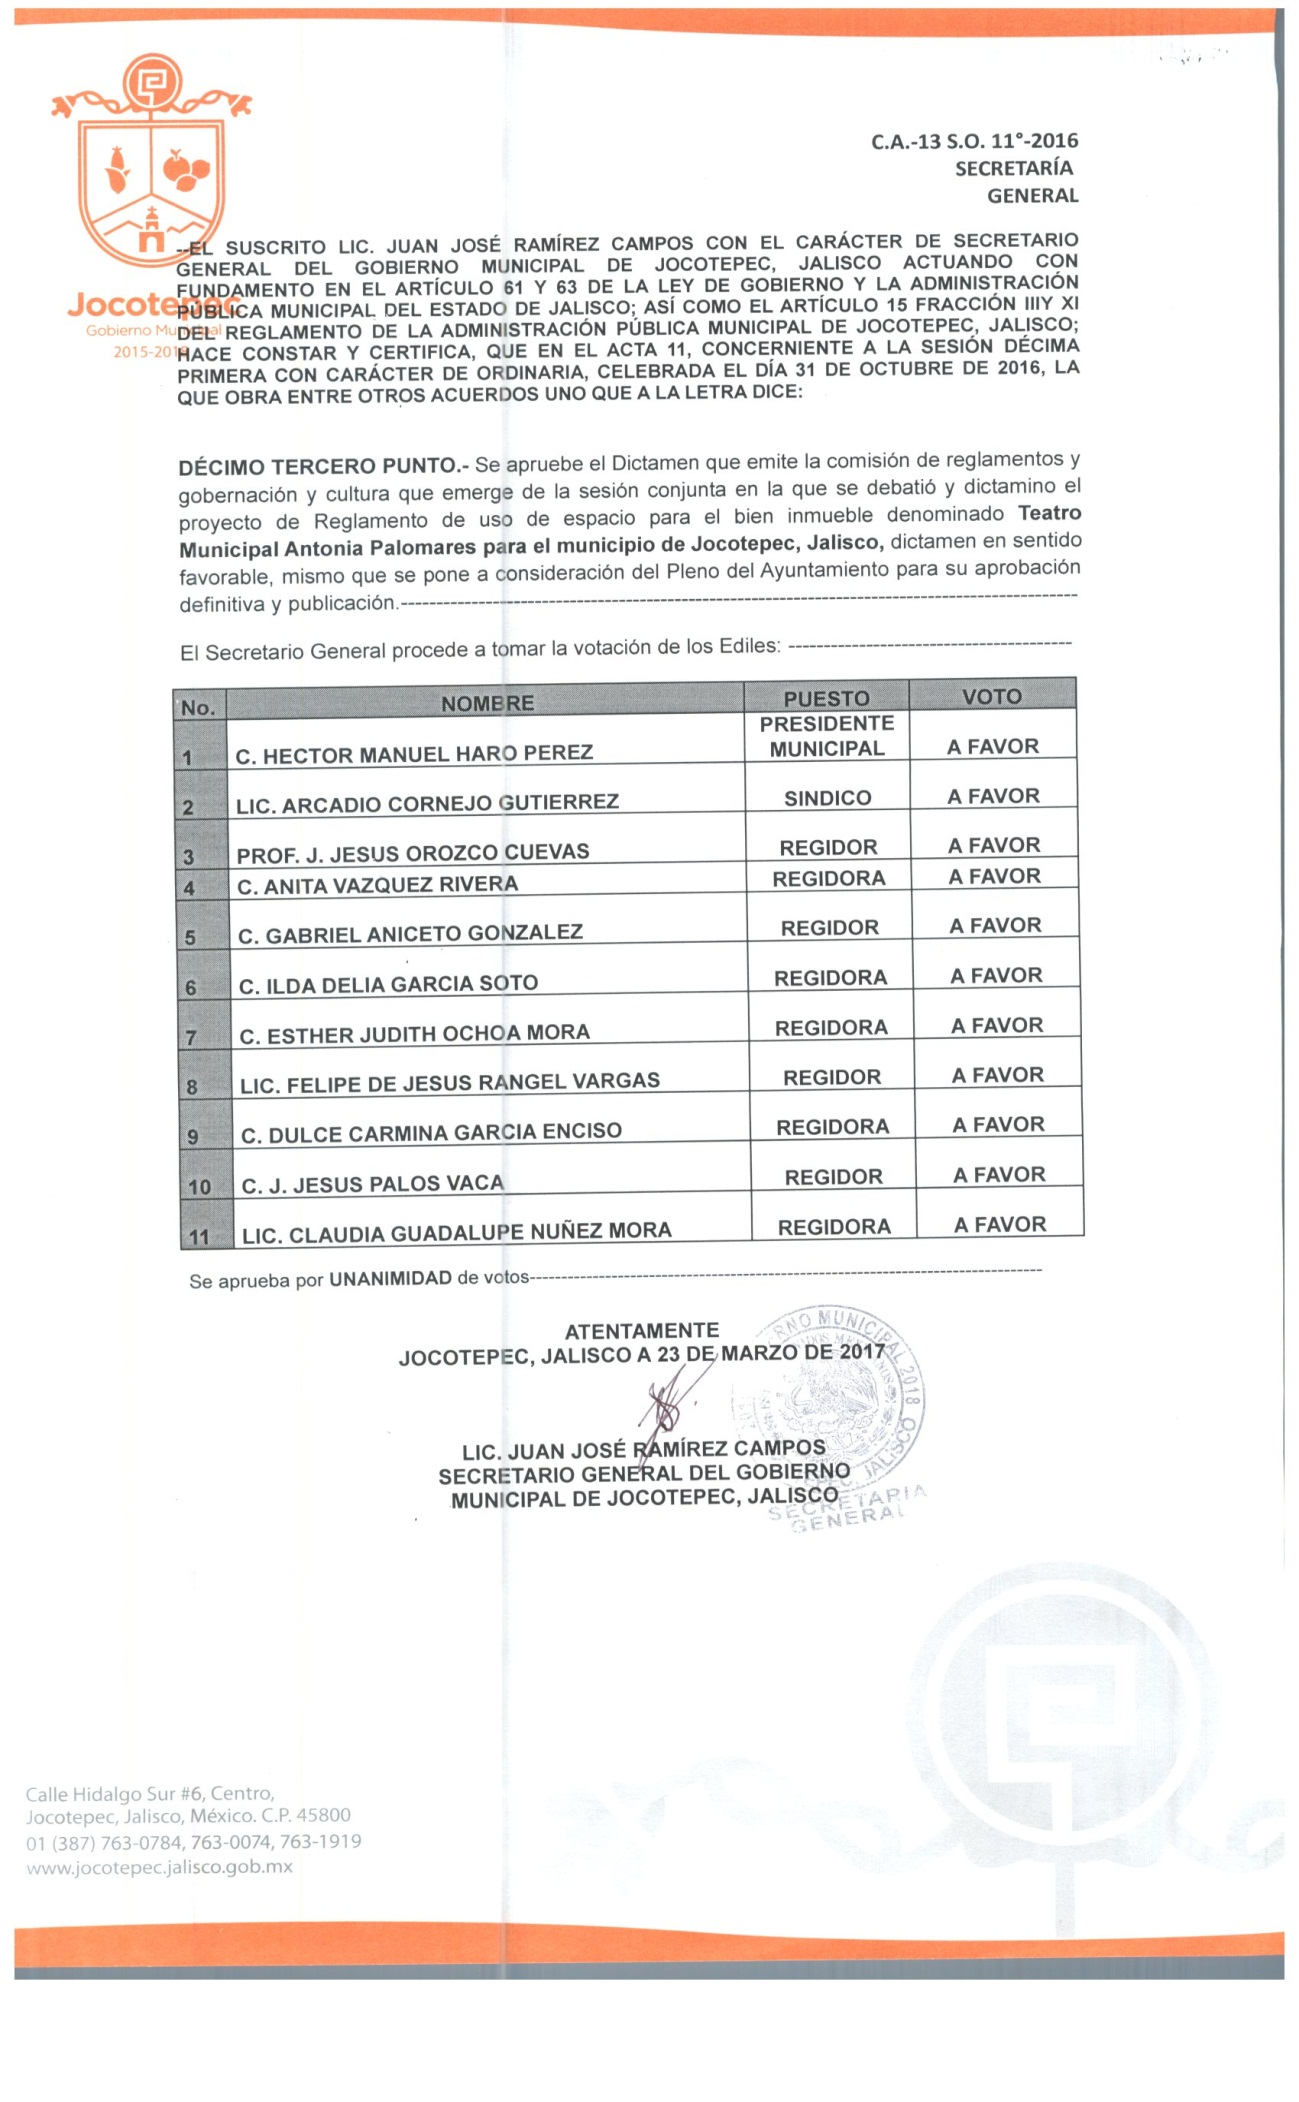 C.A.-13 S.O. 11°-2016
SECRETARÍA
GENERAL
Jocotepec
Gobierno Municipal
2015-2018
--EL SUSCRITO LIC. JUAN JOSÉ RAMÍREZ CAMPOS CON EL CARÁCTER DE SECRETARIO
GENERAL DEL GOBIERNO MUNICIPAL DE JOCOTEPEC, JALISCO ACTUANDO CON
FUNDAMENTO EN EL ARTÍCULO 61 Y 63 DE LA LEY DE GOBIERNO Y LA ADMINISTRACIÓN
PÚBLICA MUNICIPAL DEL ESTADO DE JALISCO; ASÍ COMO EL ARTÍCULO 15 FRACCIÓN IIIY XI
DEL REGLAMENTO DE LA ADMINISTRACIÓN PÚBLICA MUNICIPAL DE JOCOTEPEC, JALISCO;
HACE CONSTAR Y CERTIFICA, QUE EN EL ACTA 11, CONCERNIENTE A LA SESIÓN DÉCIMA
PRIMERA CON CARÁCTER DE ORDINARIA, CELEBRADA EL DÍA 31 DE OCTUBRE DE 2016, LA
QUE OBRA ENTRE OTROS ACUERDOS UNO QUE A LA LETRA DICE:
DÉCIMO TERCERO PUNTO.- Se apruebe el Dictamen que emite la comisión de reglamentos y
gobernación y cultura que emerge de la sesión conjunta en la que se debatió y dictamino el
proyecto de Reglamento de uso de espacio para el bien inmueble denominado Teatro
Municipal Antonia Palomares para el municipio de Jocotepec, Jalisco, dictamen en sentido
favorable, mismo que se pone a consideración del Pleno del Ayuntamiento para su aprobación
definitiva y publicación.------------------------------------------------------------
El Secretario General procede a tomar la votación de los Ediles: ----------------------------------------
No. NOMBRE PUESTO VOTO
1 C. HECTOR MANUEL HARO PEREZ PRESIDENTE MUNICIPAL A FAVOR
2 LIC. ARCADIO CORNEJO GUTIERREZ SINDICO A FAVOR
3 PROF. J. JESUS OROZCO CUEVAS REGIDOR A FAVOR
4 C. ANITA VAZQUEZ RIVERA REGIDORA A FAVOR
5 C. GABRIEL ANICETO GONZALEZ REGIDOR A FAVOR
6 C. ILDA DELIA GARCIA SOTO REGIDORA A FAVOR
7 C. ESTHER JUDITH OCHOA MORA REGIDORA A FAVOR
8 LIC. FELIPE DE JESUS RANGEL VARGAS REGIDOR A FAVOR
9 C. DULCE CARMINA GARCIA ENCISO REGIDORA A FAVOR
10 C. J. JESUS PALOS VACA REGIDOR A FAVOR
11 LIC. CLAUDIA GUADALUPE NUÑEZ MORA REGIDORA A FAVOR
Se aprueba por UNANIMIDAD de votos------------------------------------------------------------
ATENTAMENTE
JOCOTEPEC, JALISCO A 23 DE MARZO DE 2017
LIC. JUAN JOSÉ RAMÍREZ CAMPOS
SECRETARIO GENERAL DEL GOBIERNO
MUNICIPAL DE JOCOTEPEC, JALISCO
MUNICIPAL 2018
JALISCO
SECRETARIA
GENERAL
Calle Hidalgo Sur #6, Centro,
Jocotepec, Jalisco, México. C.P. 45800
01 (387) 763-0784, 763-0074, 763-1919
www.jocotepec.jalisco.gob.mx